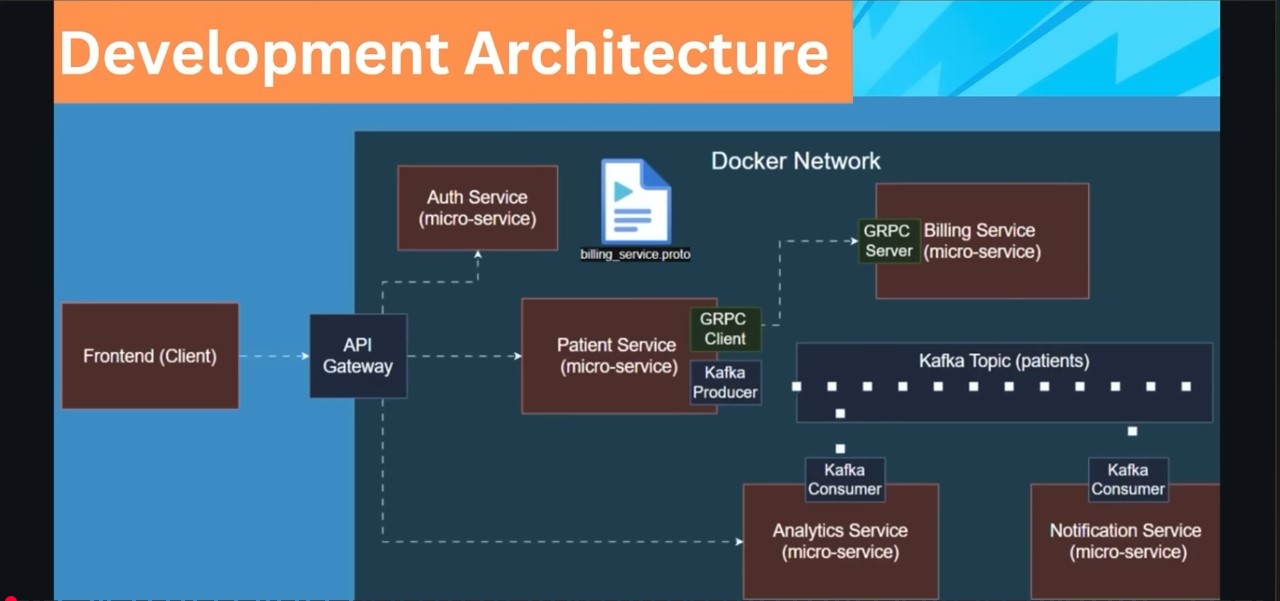 Development Architecture
Docker Network
Auth Service
(micro-service)
billing_service.proto
GRPC
Server
Billing Service
(micro-service)
Frontend (Client)
API
Gateway
Patient Service
(micro-service)
GRPC
Client
Kafka
Producer
Kafka Topic (patients)
Kafka
Consumer
Analytics Service
(micro-service)
Kafka
Consumer
Notification Service
(micro-service)